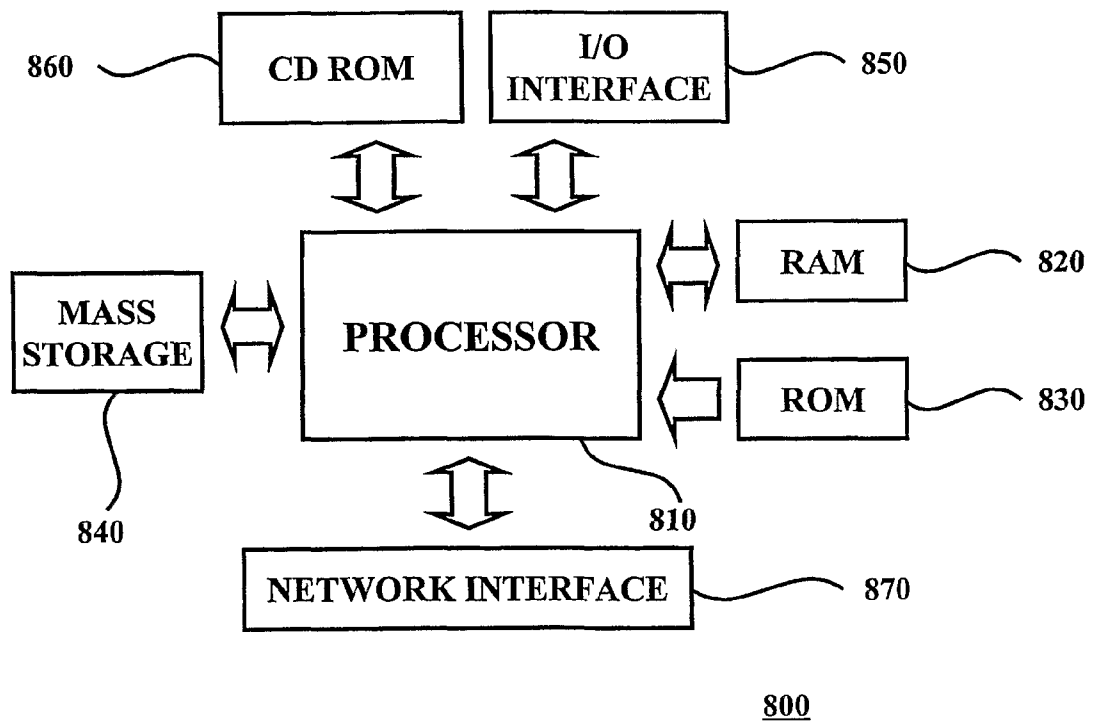 860
CD ROM
I/O
INTERFACE
850
RAM
820
MASS
STORAGE
PROCESSOR
ROM
830
840
810
NETWORK INTERFACE
870
800